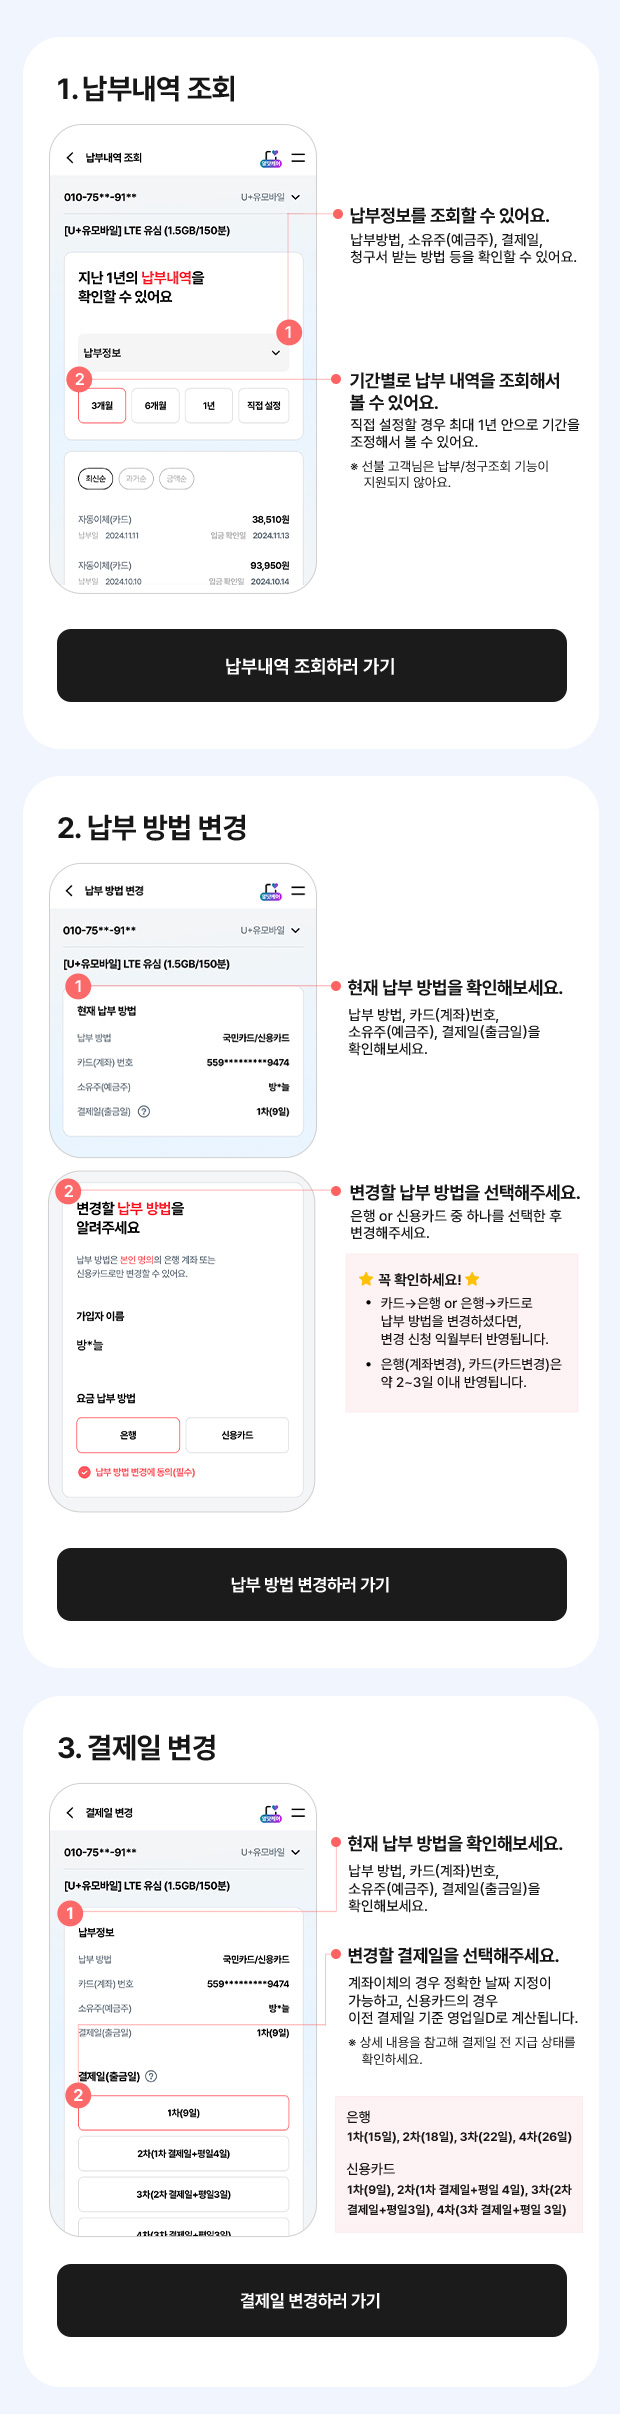 1. 납부내역 조회
납부내역 조회
010-75**-91**
U+유모바일
[U+유모바일] LTE 유심 (1.5GB/150분)
지난 1년의 납부내역을
확인할 수 있어요
1
납부정보
2
3개월
6개월
1년
직접 설정
최신순
과거순
금액순
자동이체(카드)
38,510원
납부일 2024.11.11
입금 확인일 2024.11.13
자동이체(카드)
93,950원
납부일 2024.10.10
입금 확인일 2024.10.14
납부정보를 조회할 수 있어요.
납부방법, 소유주(예금주), 결제일,
청구서 받는 방법 등을 확인할 수 있어요.
기간별로 납부 내역을 조회해서
볼 수 있어요.
직접 설정할 경우 최대 1년 안으로 기간을
조정해서 볼 수 있어요.
※ 선불 고객님은 납부/청구조회 기능이
지원되지 않아요.
납부내역 조회하러 가기
2. 납부 방법 변경
납부 방법 변경
010-75**-91**
U+유모바일
[U+유모바일] LTE 유심 (1.5GB/150분)
1
현재 납부 방법
납부 방법
국민카드/신용카드
카드(계좌) 번호
559*********9474
소유주(예금주)
방*늘
결제일(출금일) ?
1차(9일)
2
변경할 납부 방법을
알려주세요
납부 방법은 본인 명의의 은행 계좌 또는
신용카드로만 변경할 수 있어요.
가입자 이름
방*늘
요금 납부 방법
은행
신용카드
납부 방법 변경에 동의(필수)
현재 납부 방법을 확인해보세요.
납부 방법, 카드(계좌)번호,
소유주(예금주), 결제일(출금일)을
확인해보세요.
변경할 납부 방법을 선택해주세요.
은행 or 신용카드 중 하나를 선택한 후
변경해주세요.
⭐ 꼭 확인하세요! ⭐
• 카드→은행 or 은행→카드로
납부 방법을 변경하셨다면,
변경 신청 익월부터 반영됩니다.
• 은행(계좌변경), 카드(카드변경)은
약 2~3일 이내 반영됩니다.
납부 방법 변경하러 가기
3. 결제일 변경
결제일 변경
010-75**-91**
U+유모바일
[U+유모바일] LTE 유심 (1.5GB/150분)
1
납부정보
납부 방법
국민카드/신용카드
카드(계좌) 번호
559*********9474
소유주(예금주)
방*늘
결제일(출금일)
1차(9일)
결제일(출금일) ?
2
1차(9일)
2차(1차 결제일+평일4일)
3차(2차 결제일+평일3일)
4차(3차 결제일+평일3일)
현재 납부 방법을 확인해보세요.
납부 방법, 카드(계좌)번호,
소유주(예금주), 결제일(출금일)을
확인해보세요.
변경할 결제일을 선택해주세요.
계좌이체의 경우 정확한 날짜 지정이
가능하고, 신용카드의 경우
이전 결제일 기준 영업일D로 계산됩니다.
※ 상세 내용을 참고해 결제일 전 지급 상태를
확인하세요.
은행
1차(15일), 2차(18일), 3차(22일), 4차(26일)
신용카드
1차(9일), 2차(1차 결제일+평일 4일), 3차(2차
결제일+평일3일), 4차(3차 결제일+평일 3일)
결제일 변경하러 가기